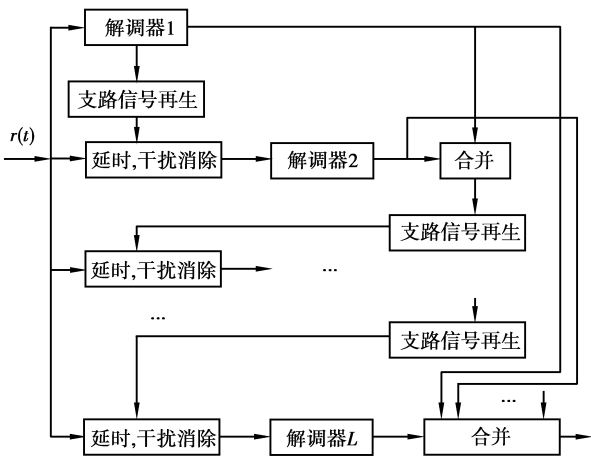 解调器1
支路信号再生
r(t)
延时,干扰消除
解调器2
合并
支路信号再生
延时,干扰消除
...
...
支路信号再生
...
延时,干扰消除
解调器L
合并